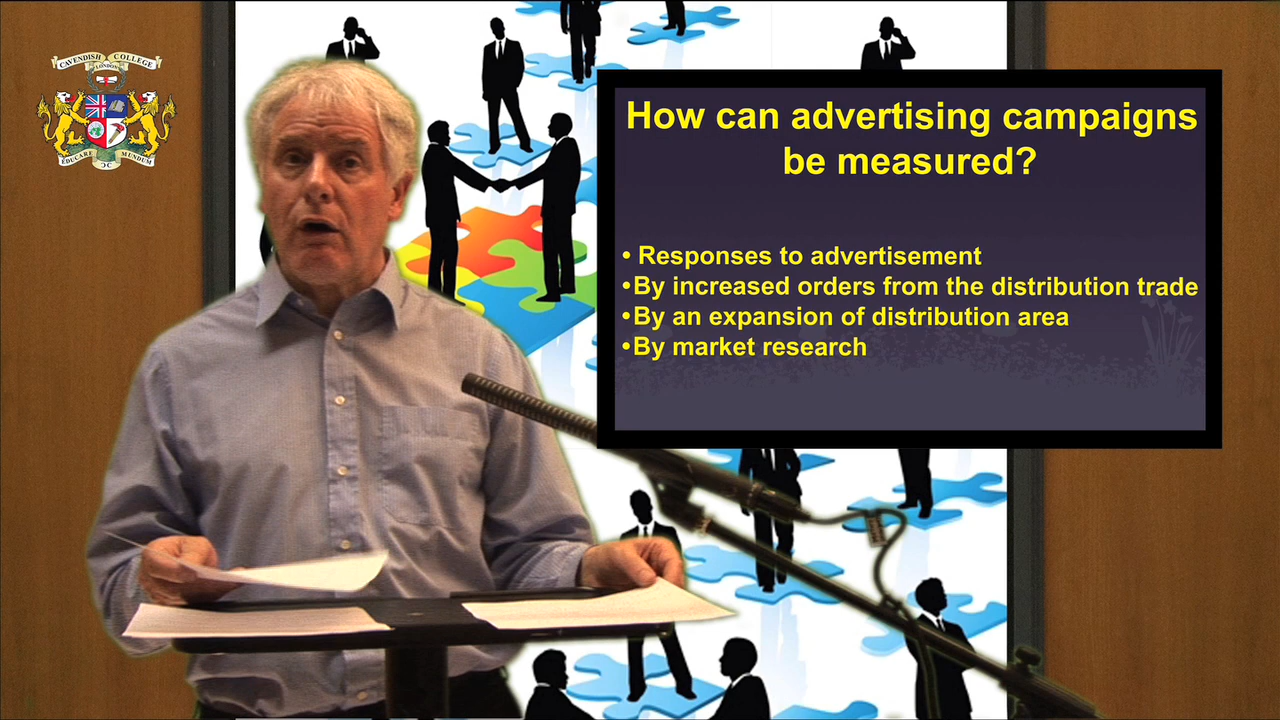 CAVENDISH COLLEGE
LONDON
EDUCARE MUNDUM
How can advertising campaigns
be measured?
• Responses to advertisement
•By increased orders from the distribution trade
•By an expansion of distribution area
•By market research